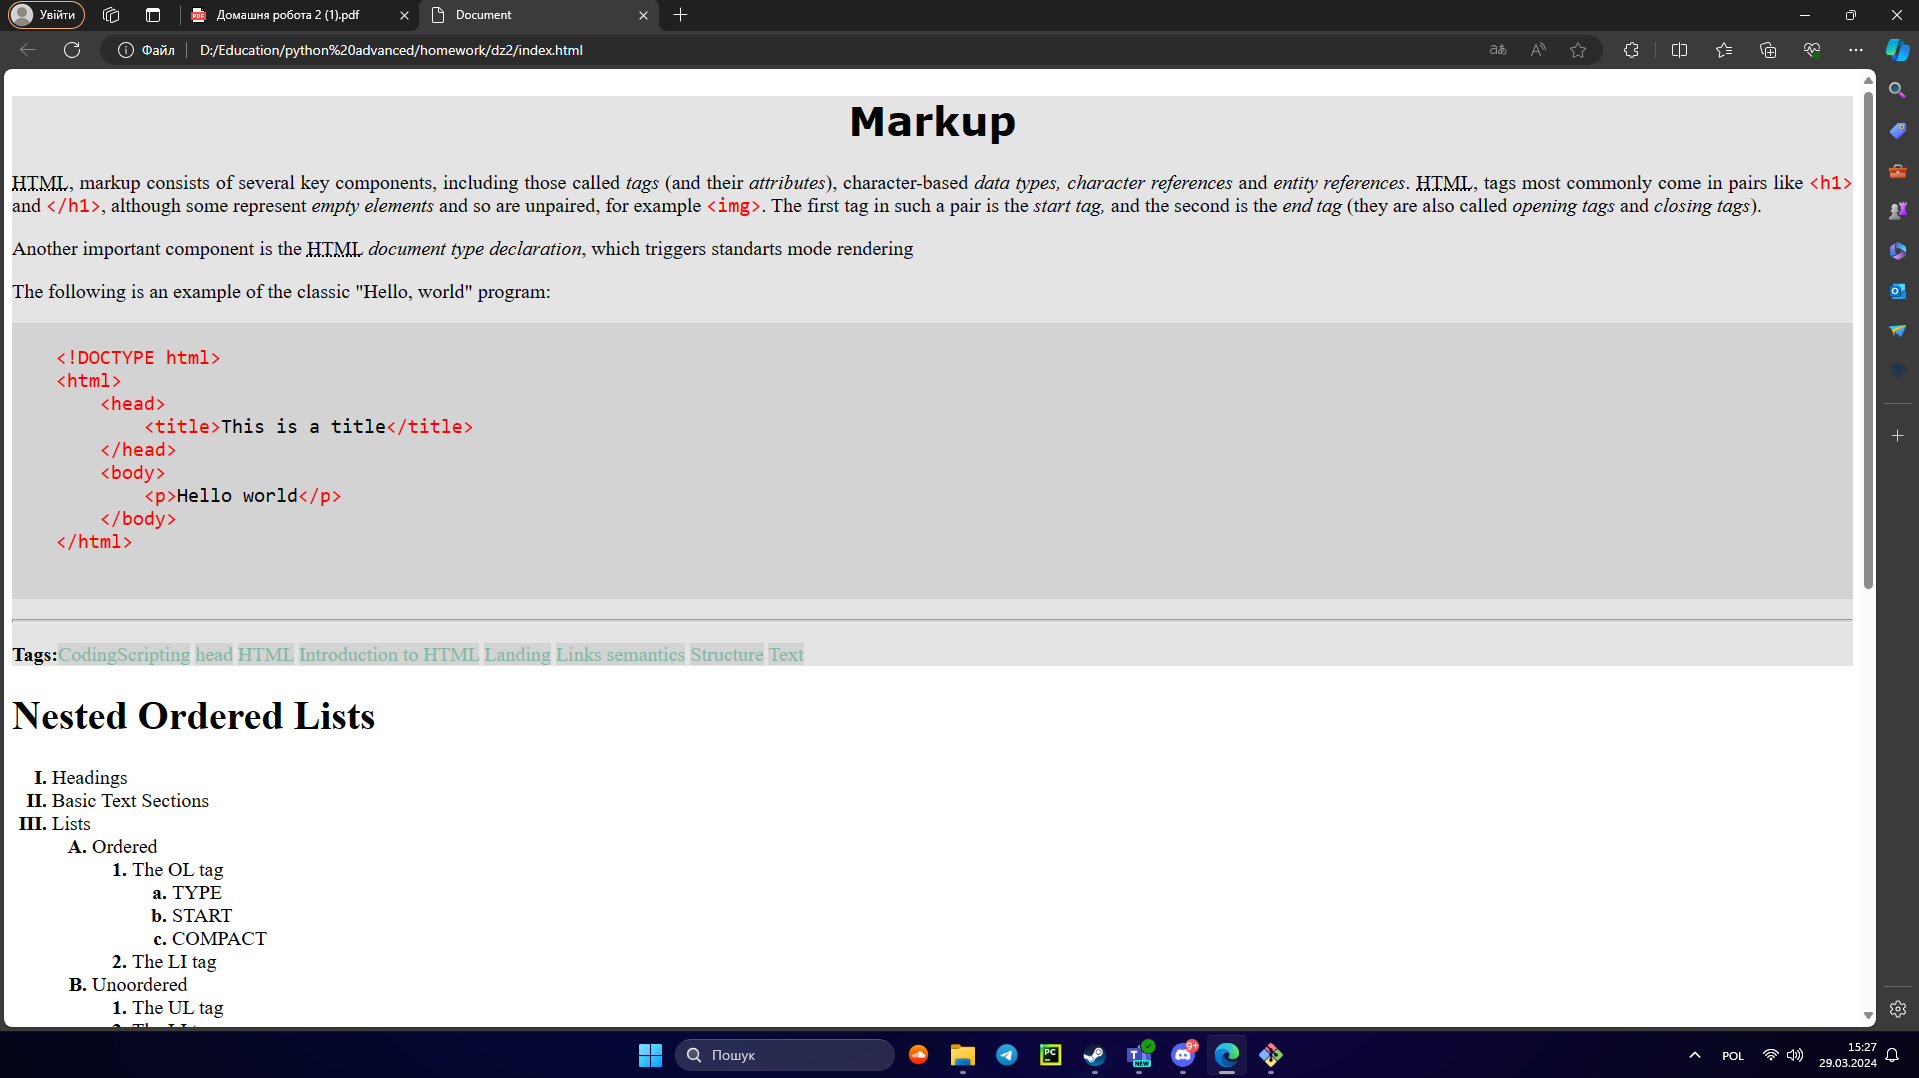 Увійти
Домашня робота 2 (1).pdf
Document
Файл
D:/Education/python%20advanced/homework/dz2/index.html
Markup
HTML, markup consists of several key components, including those called tags (and their attributes), character-based data types, character references and entity references. HTML, tags most commonly come in pairs like <h1>
and </h1>, although some represent empty elements and so are unpaired, for example <img>. The first tag in such a pair is the start tag, and the second is the end tag (they are also called opening tags and closing tags).
Another important component is the HTML document type declaration, which triggers standarts mode rendering
The following is an example of the classic "Hello, world" program:
<!DOCTYPE html>
<html>
<head>
<title>This is a title</title>
</head>
<body>
<p>Hello world</p>
</body>
</html>
Tags:CodingScripting head HTML Introduction to HTML Landing Links semantics Structure Text
Nested Ordered Lists
I. Headings
II. Basic Text Sections
III. Lists
A. Ordered
1. The OL tag
a. TYPE
b. START
c. COMPACT
2. The LI tag
B. Unoordered
1. The UL tag
Пошук
PC
NEW
9+
POL
15:27
29.03.2024